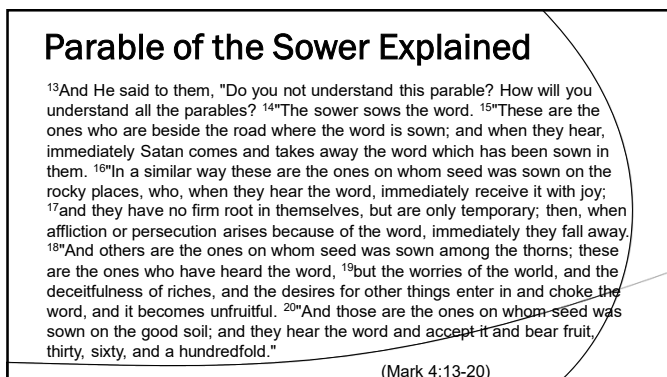 Parable of the Sower Explained
¹³And He said to them, "Do you not understand this parable? How will you
understand all the parables? ¹⁴"The sower sows the word. ¹⁵"These are the
ones who are beside the road where the word is sown; and when they hear,
immediately Satan comes and takes away the word which has been sown in
them. ¹⁶"In a similar way these are the ones on whom seed was sown on the
rocky places, who, when they hear the word, immediately receive it with joy;
¹⁷and they have no firm root in themselves, but are only temporary; then, when
affliction or persecution arises because of the word, immediately they fall away.
¹⁸"And others are the ones on whom seed was sown among the thorns; these
are the ones who have heard the word, ¹⁹but the worries of the world, and the
deceitfulness of riches, and the desires for other things enter in and choke the
word, and it becomes unfruitful. ²⁰"And those are the ones on whom seed was
sown on the good soil; and they hear the word and accept it and bear fruit,
thirty, sixty, and a hundredfold."
(Mark 4:13-20)